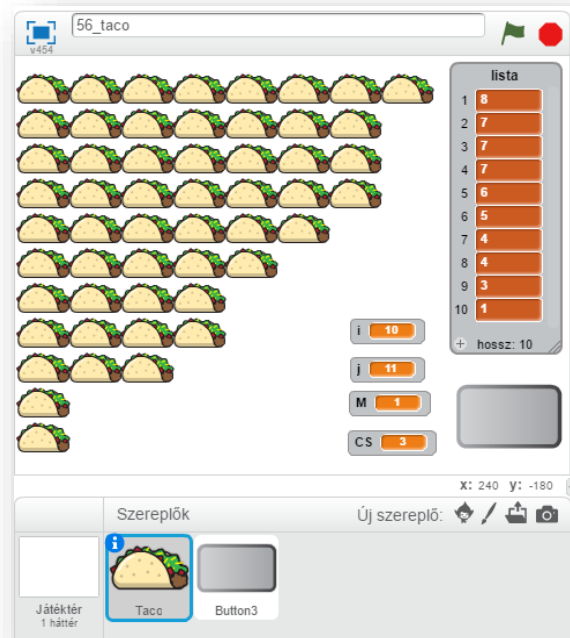 56_taco
v454
lista
1 8
2 7
3 7
4 7
5 6
6 5
7 4
8 4
9 3
10 1
+ hossz: 10
i 10
j 11
M 1
CS 3
x: 240 y: -180
Szereplők
Új szereplő:
Játéktér
1 háttér
i
Taco
Button3